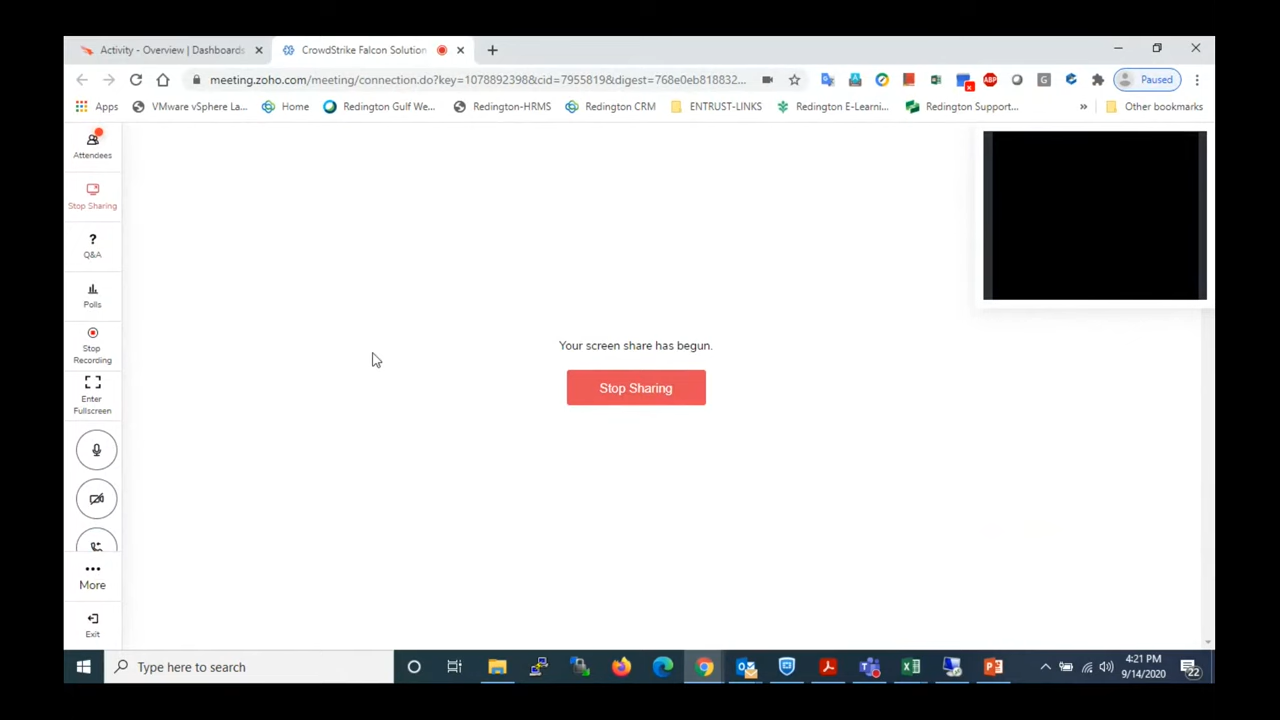 Activity - Overview | Dashboards
CrowdStrike Falcon Solution
meeting.zoho.com/meeting/connection.do?key=1078892398&cid=7955819&digest=768e0eb818832...
ABP
G
Paused
Apps
VMware vSphere La...
Home
Redington Gulf We...
Redington-HRMS
Redington CRM
ENTRUST-LINKS
Redington E-Learni...
Redington Support...
»
Other bookmarks
Attendees
Stop Sharing
?
Q&A
Polls
Stop
Recording
Enter
Fullscreen
More
Exit
Your screen share has begun.
Stop Sharing
Type here to search
4:21 PM
9/14/2020
22